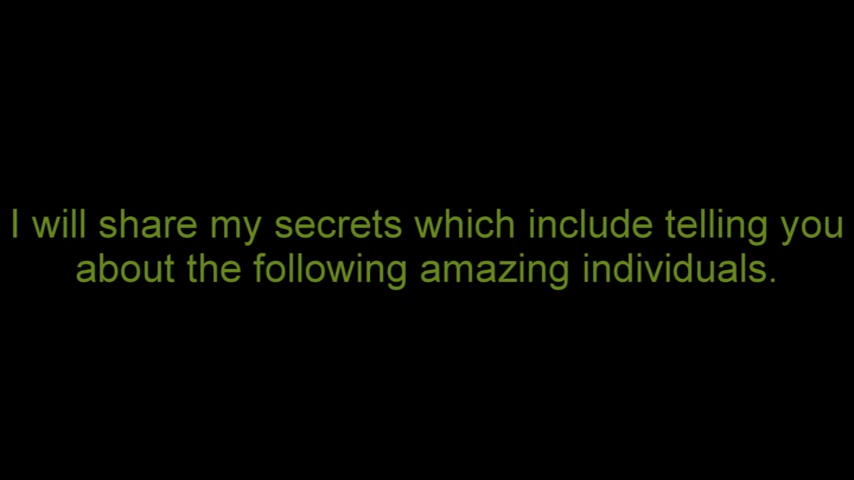 I will share my secrets which include telling you
about the following amazing individuals.